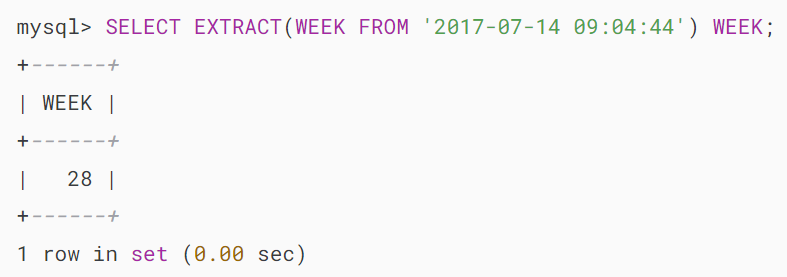 mysql> SELECT EXTRACT(WEEK FROM '2017-07-14 09:04:44') WEEK;
+------+
| WEEK |
+------+
|   28 |
+------+
1 row in set (0.00 sec)